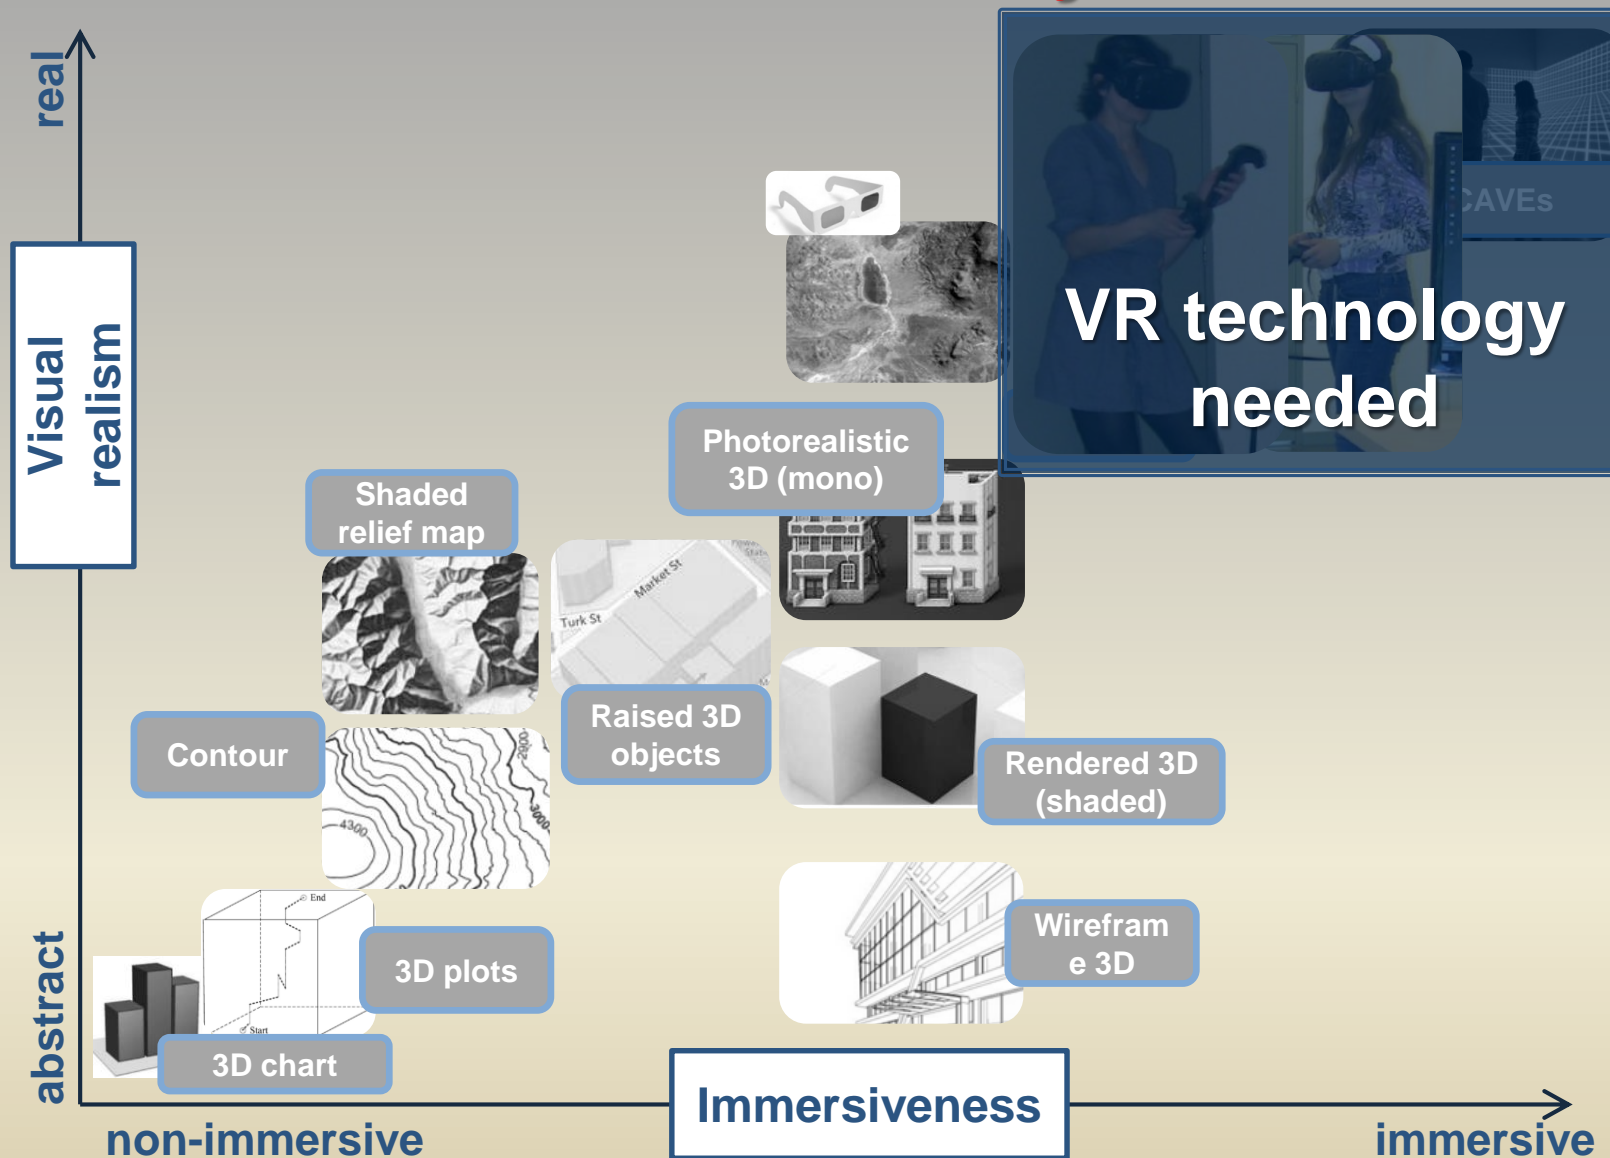 real
CAVEs
VR technology
needed
Visual
realism
Photorealistic
3D (mono)
Shaded
relief map
Market St
Turk St
Raised 3D
objects
Contour
2900
3000
4300
Rendered 3D
(shaded)
End
3D plots
Start
3D chart
Wirefram
e 3D
abstract
Immersiveness
non-immersive
immersive